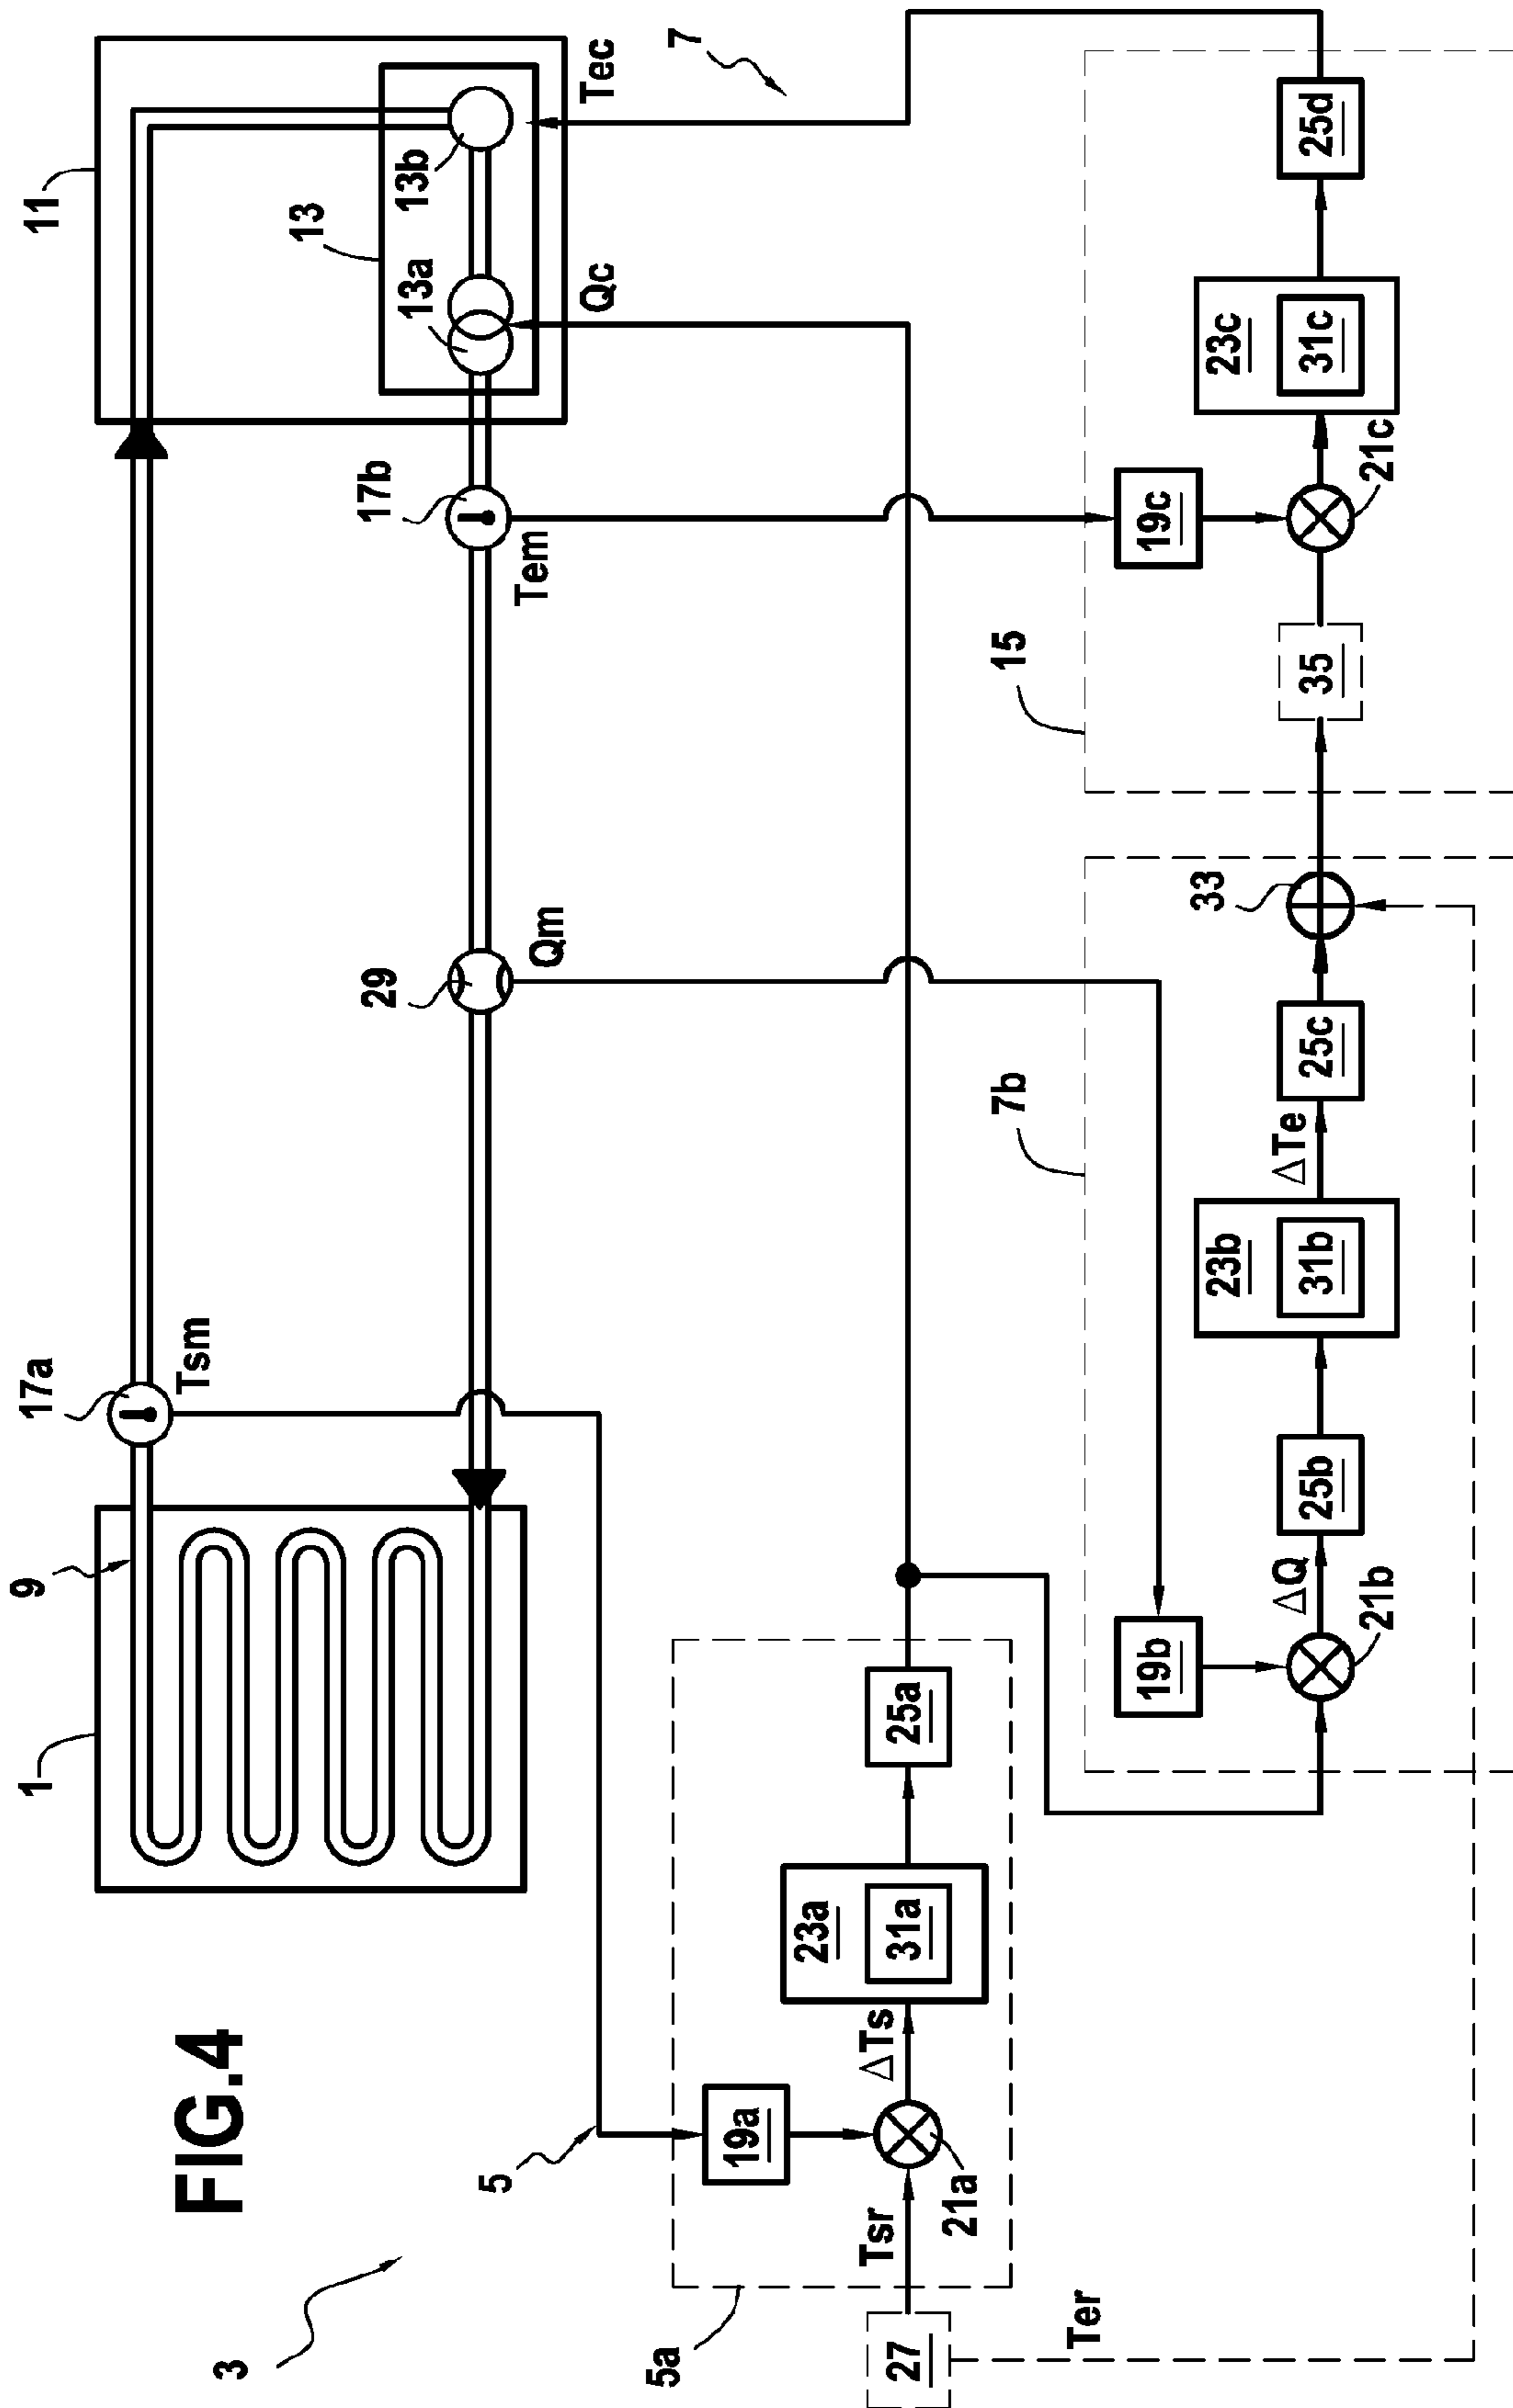 FIG.4
3
1
9
17a
Tsm
11
13
13a
13b
17b
Tem
29
Qm
Qc
Tec
7
5
5a
19a
Tsr
21a
ΔTs
23a
31a
25a
27
Ter
7b
19b
21b
ΔQ
25b
23b
31b
ΔTe
25c
33
15
35
19c
21c
23c
31c
25d